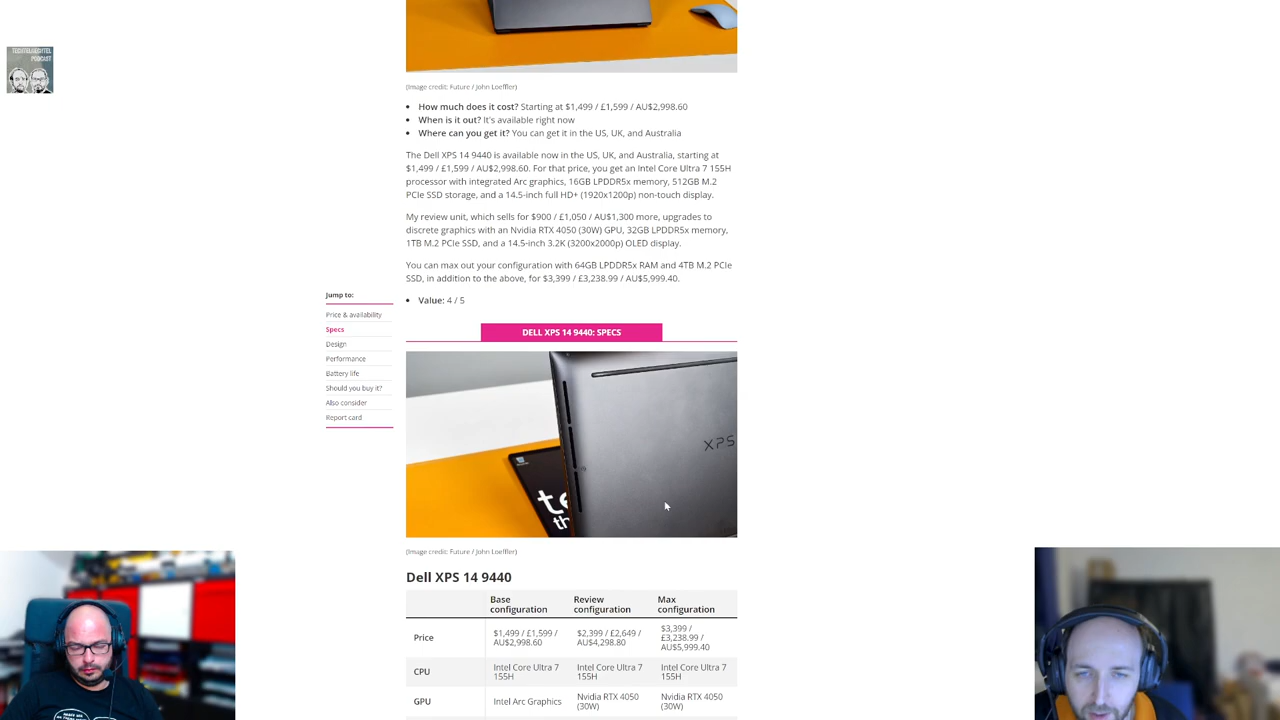 TECHTELMECHTEL
PODCAST
(Image credit: Future / John Loeffler)
• How much does it cost? Starting at $1,499 / £1,599 / AU$2,998.60
• When is it out? It's available right now
• Where can you get it? You can get it in the US, UK, and Australia
The Dell XPS 14 9440 is available now in the US, UK, and Australia, starting at
$1,499 / £1,599 / AU$2,998.60. For that price, you get an Intel Core Ultra 7 155H
processor with integrated Arc graphics, 16GB LPDDR5x memory, 512GB M.2
PCIe SSD storage, and a 14.5-inch full HD+ (1920x1200p) non-touch display.
My review unit, which sells for $900 / £1,050 / AU$1,300 more, upgrades to
discrete graphics with an Nvidia RTX 4050 (30W) GPU, 32GB LPDDR5x memory,
1TB M.2 PCIe SSD, and a 14.5-inch 3.2K (3200x2000p) OLED display.
You can max out your configuration with 64GB LPDDR5x RAM and 4TB M.2 PCIe
SSD, in addition to the above, for $3,399 / £3,238.99 / AU$5,999.40.
• Value: 4 / 5
Jump to:
Price & availability
Specs
Design
Performance
Battery life
Should you buy it?
Also consider
Report card
DELL XPS 14 9440: SPECS
XPS
te
th
(Image credit: Future / John Loeffler)
Dell XPS 14 9440
Base configuration Review configuration Max configuration
Price $1,499 / £1,599 / AU$2,998.60 $2,399 / £2,649 / AU$4,298.80 $3,399 / £3,238.99 / AU$5,999.40
CPU Intel Core Ultra 7 155H Intel Core Ultra 7 155H Intel Core Ultra 7 155H
GPU Intel Arc Graphics Nvidia RTX 4050 (30W) Nvidia RTX 4050 (30W)